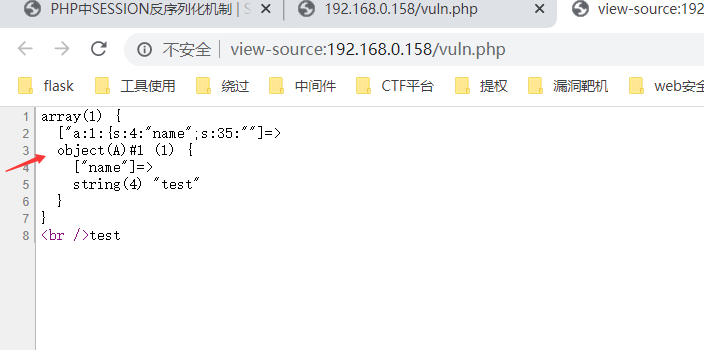 PHP中SESSION反序列化机制 | S
192.168.0.158/vuln.php
view-source:192
不安全 | view-source:192.168.0.158/vuln.php
flask 工具使用 绕过 中间件 CTF平台 提权 漏洞靶机 web安全
1 array(1) {
2 ["a:1:{s:4:"name";s:35:""]=>
3 object(A)#1 (1) {
4 ["name"]=>
5 string(4) "test"
6 }
7 }
8 <br />test